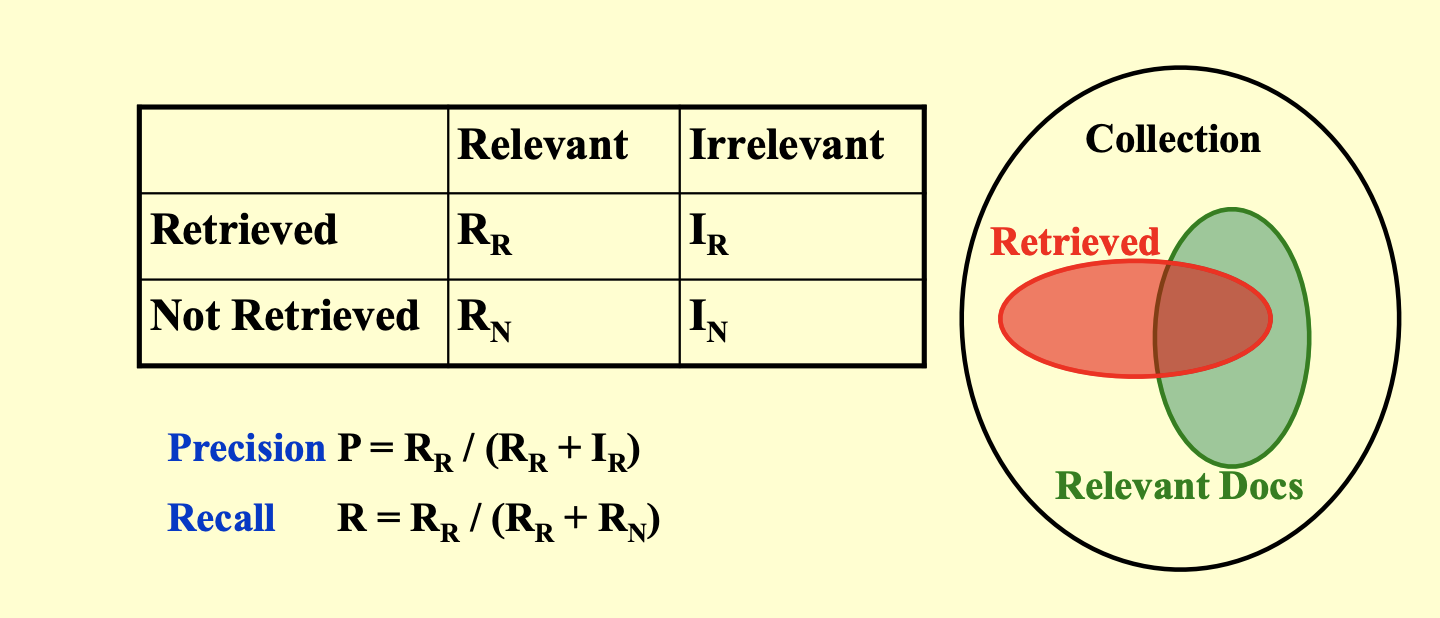 Relevant Irrelevant
Retrieved R_R I_R
Not Retrieved R_N I_N
Precision P = R_R / (R_R + I_R)
Recall R = R_R / (R_R + R_N)
Collection
Retrieved
Relevant Docs